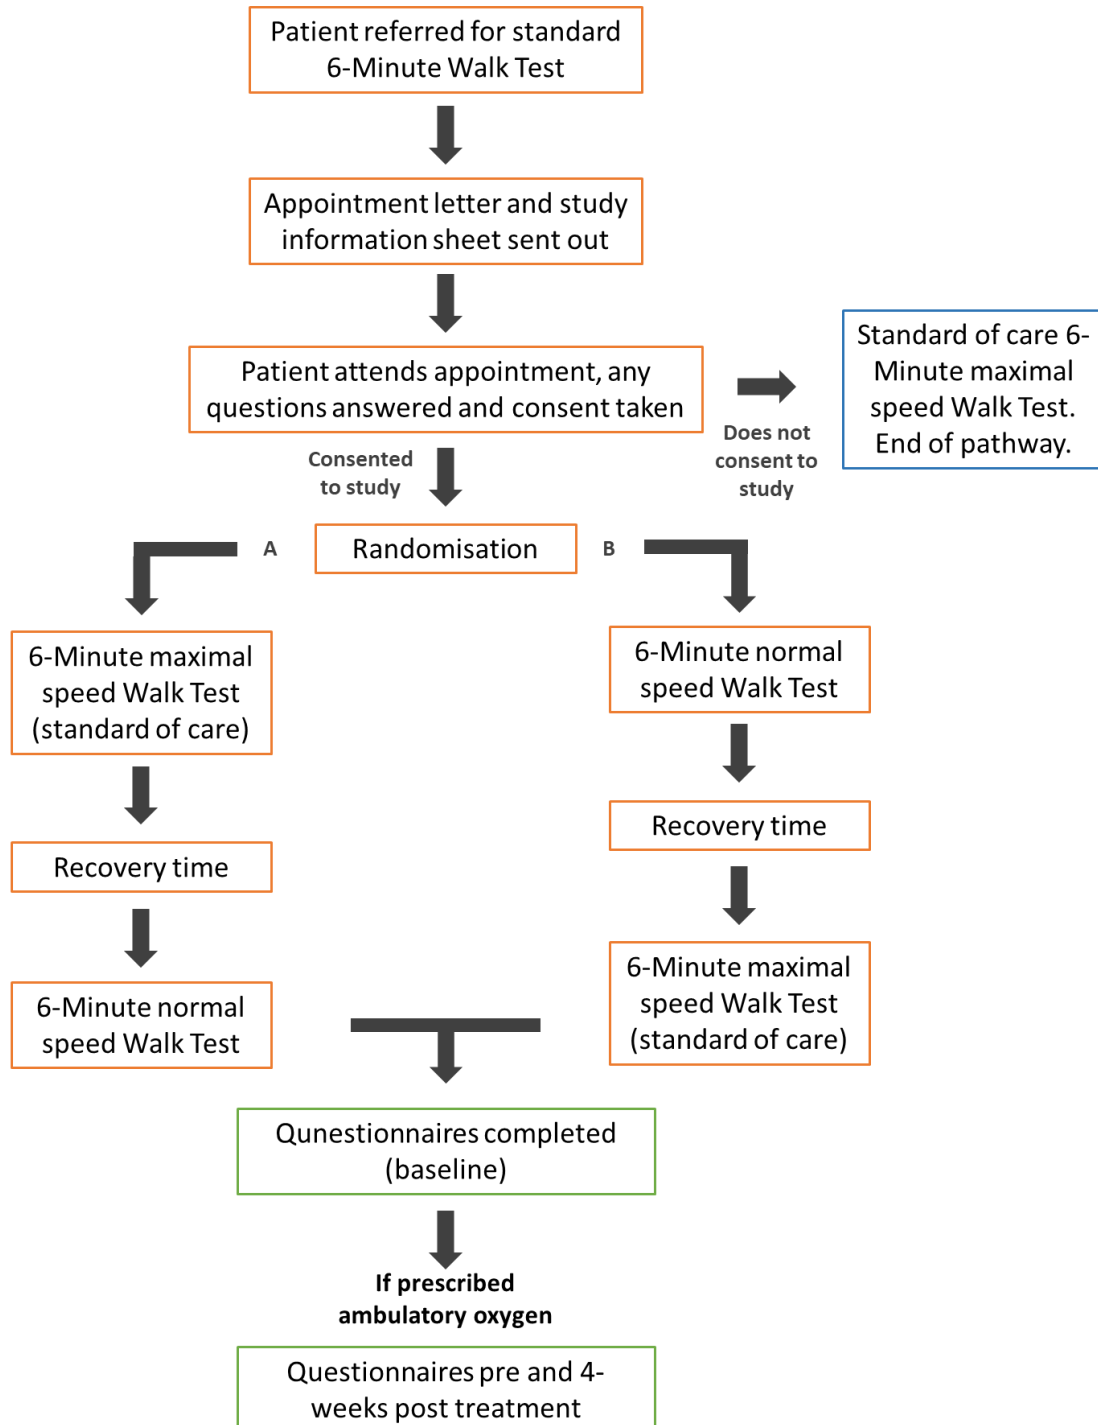 Patient referred for standard
6-Minute Walk Test
Appointment letter and study
information sheet sent out
Patient attends appointment, any
questions answered and consent taken
Does not
consent to
study
Standard of care 6-
Minute maximal
speed Walk Test.
End of pathway.
Consented
to study
A
Randomisation
B
6-Minute maximal
speed Walk Test
(standard of care)
Recovery time
6-Minute normal
speed Walk Test
6-Minute normal
speed Walk Test
Recovery time
6-Minute maximal
speed Walk Test
(standard of care)
Qunestionnaires completed
(baseline)
If prescribed
ambulatory oxygen
Questionnaires pre and 4-
weeks post treatment